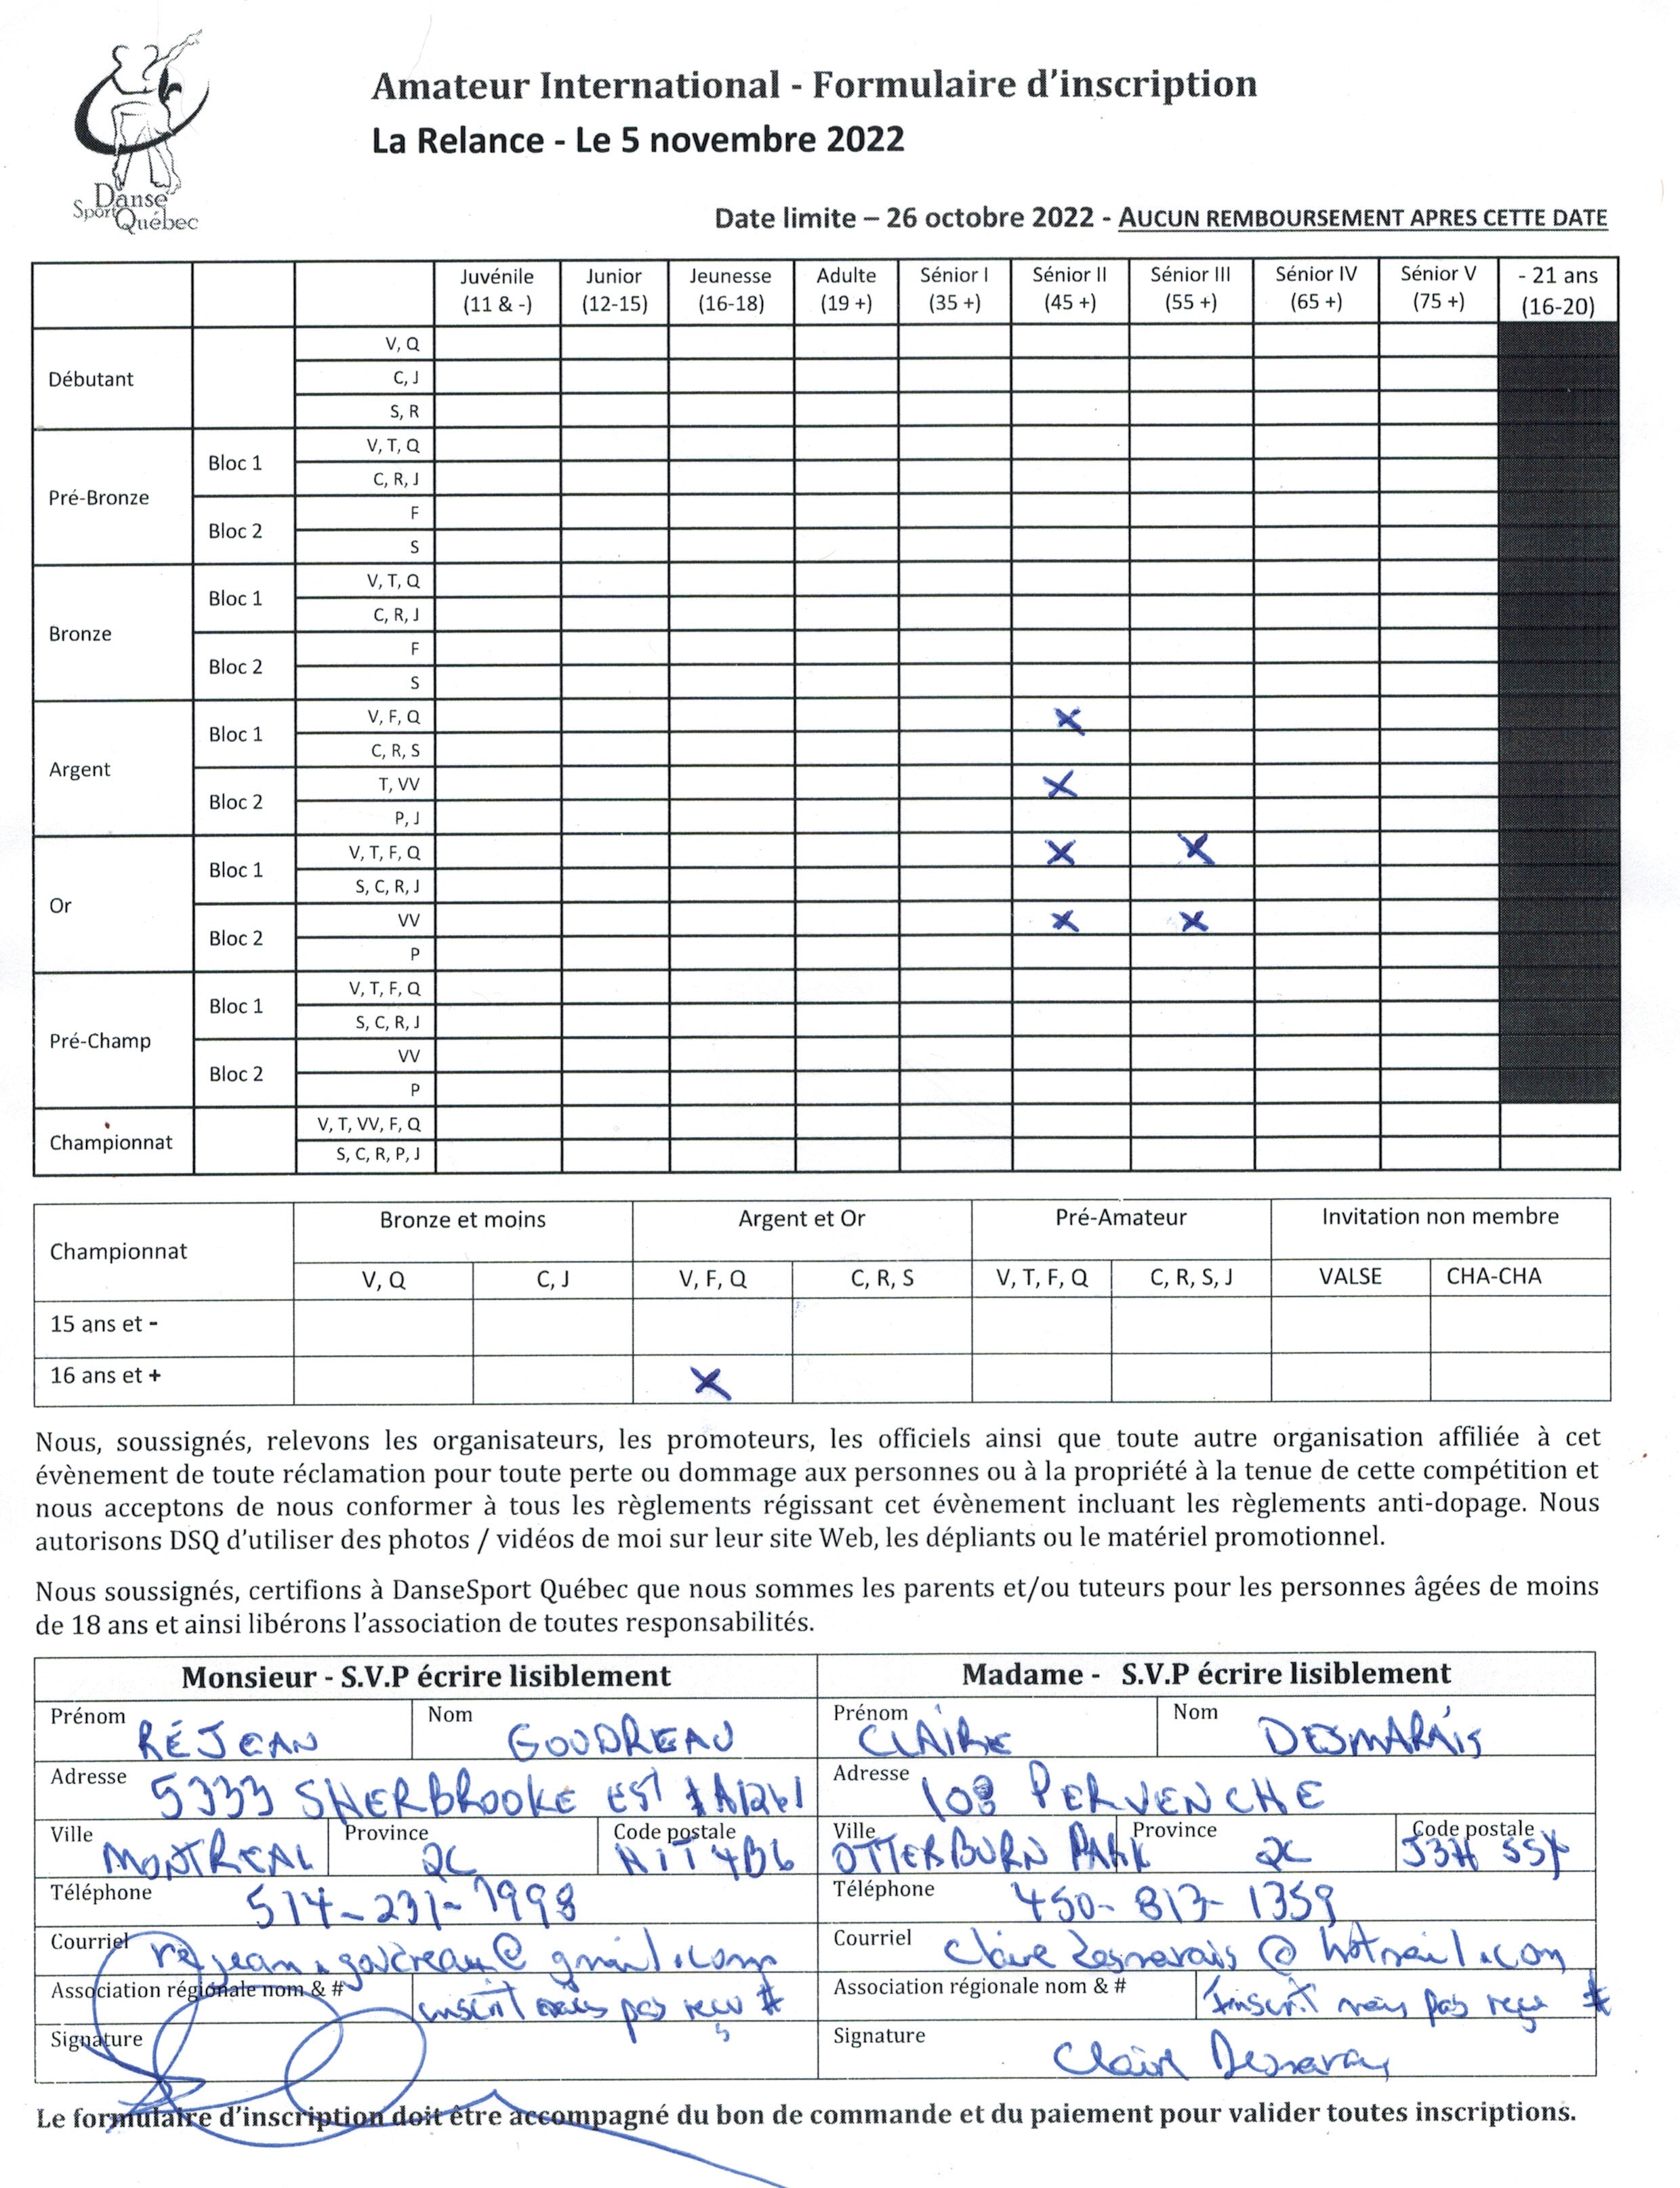 Danse
Sport Québec
Amateur International - Formulaire d'inscription
La Relance - Le 5 novembre 2022
Date limite – 26 octobre 2022 - AUCUN REMBOURSEMENT APRES CETTE DATE
Juvénile Junior Jeunesse Adulte Sénior I Sénior II Sénior III Sénior IV Sénior V - 21 ans
(11 & -) (12-15) (16-18) (19 +) (35 +) (45 +) (55 +) (65 +) (75 +) (16-20)
V, Q
Débutant C, J
S, R
V, T, Q
Bloc 1
C, R, J
Pré-Bronze
F
Bloc 2
S
V, T, Q
Bloc 1
C, R, J
Bronze
F
Bloc 2
S
V, F, Q X
Bloc 1
C, R, S
Argent
T, VV X
Bloc 2
P, J
V, T, F, Q X X
Bloc 1
S, C, R, J
Or
VV X X
Bloc 2
P
V, T, F, Q
Bloc 1
S, C, R, J
Pré-Champ
VV
Bloc 2
P
V, T, VV, F, Q
Championnat
S, C, R, P, J
Championnat Bronze et moins Argent et Or Pré-Amateur Invitation non membre
V, Q C, J V, F, Q C, R, S V, T, F, Q C, R, S, J VALSE CHA-CHA
15 ans et -
16 ans et + X
Nous, soussignés, relevons les organisateurs, les promoteurs, les officiels ainsi que toute autre organisation affiliée à cet
évènement de toute réclamation pour toute perte ou dommage aux personnes ou à la propriété à la tenue de cette compétition et
nous acceptons de nous conformer à tous les règlements régissant cet évènement incluant les règlements anti-dopage. Nous
autorisons DSQ d'utiliser des photos / vidéos de moi sur leur site Web, les dépliants ou le matériel promotionnel.
Nous soussignés, certifions à DanseSport Québec que nous sommes les parents et/ou tuteurs pour les personnes âgées de moins
de 18 ans et ainsi libérons l'association de toutes responsabilités.
Monsieur - S.V.P écrire lisiblement Madame - S.V.P écrire lisiblement
Prénom RÉJEAN Nom GOUDREAU Prénom CLAIRE Nom DESMARAIS
Adresse 5333 SHERBROOKE EST Adresse 108 PERVENCHE
Ville MONTREAL Province QC Code postale H1T 4B6 Ville OTTERBURN PARK Province QC Code postale J3H
Téléphone 514-231-7998 Téléphone 450-813-1359
Courriel rejean.goudreau@gmail.com Courriel Claire Desmarais @ hotmail.com
Association régionale nom & # inscrit mais pas reçu # Association régionale nom & # Inscrit mais pas reçu #
Signature Signature Claire Desmarais
Le formulaire d'inscription doit être accompagné du bon de commande et du paiement pour valider toutes inscriptions.